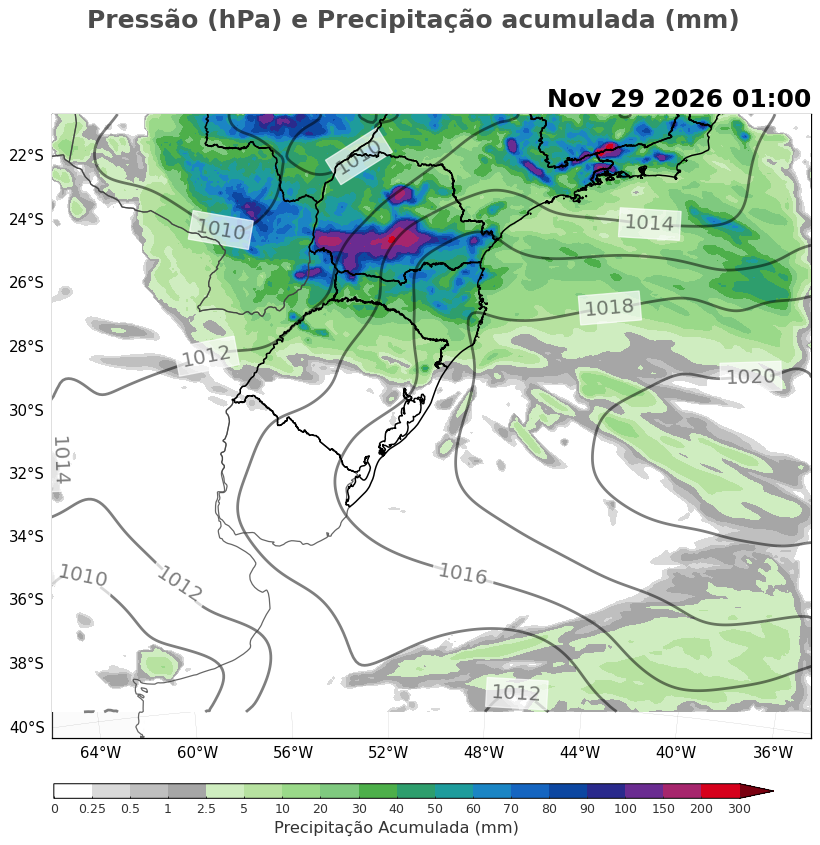 Pressão (hPa) e Precipitação acumulada (mm)
Nov 29 2026 01:00
22°S
24°S
26°S
28°S
30°S
32°S
34°S
36°S
38°S
40°S
1010
1010
1014
1018
1012
1020
1014
1010
1012
1016
1012
64°W 60°W 56°W 52°W 48°W 44°W 40°W 36°W
0 0.25 0.5 1 2.5 5 10 20 30 40 50 60 70 80 90 100 150 200 300
Precipitação Acumulada (mm)